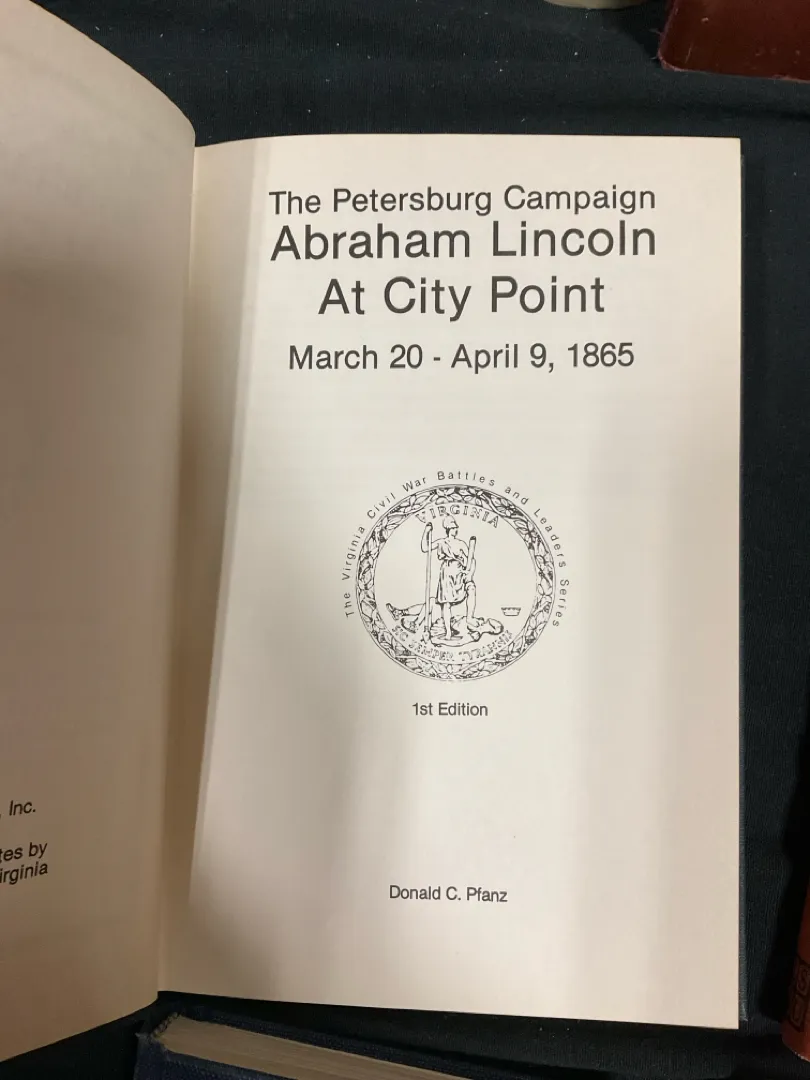 The Petersburg Campaign
Abraham Lincoln
At City Point
March 20 - April 9, 1865
The Virginia Civil War Battles and Leaders Series
VIRGINIA
SIC SEMPER TYRANNIS
1st Edition
Donald C. Pfanz
, Inc.
tes by
irginia